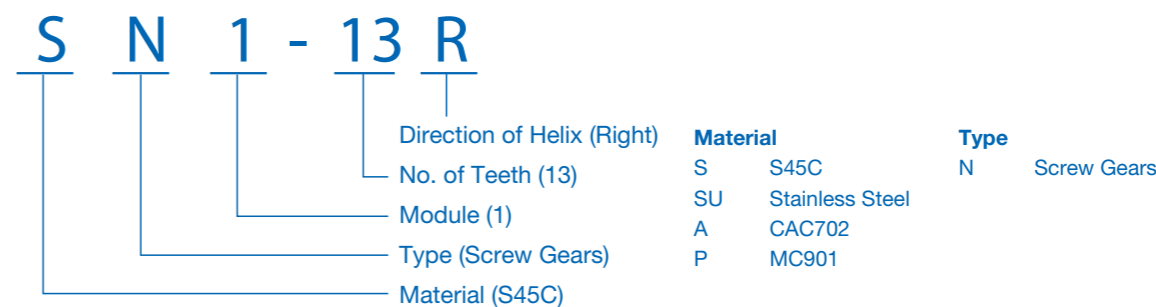 S N 1 - 13 R
Direction of Helix (Right)
No. of Teeth (13)
Module (1)
Type (Screw Gears)
Material (S45C)
Material
S S45C
SU Stainless Steel
A CAC702
P MC901
Type
N Screw Gears